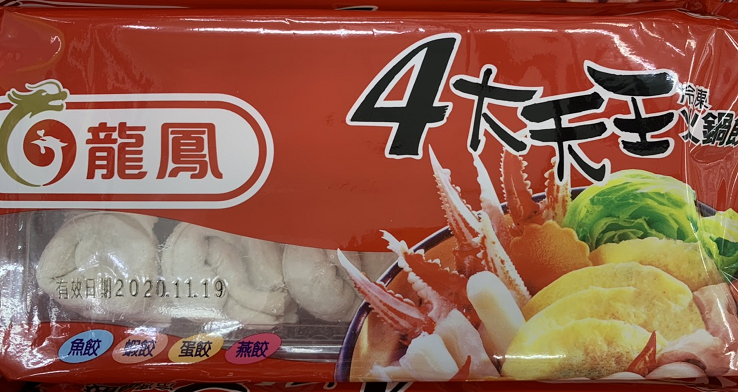 龍鳳
4大天王
冷凍
火鍋餃
有效日期2020.11.19
魚餃 蝦餃 蛋餃 燕餃